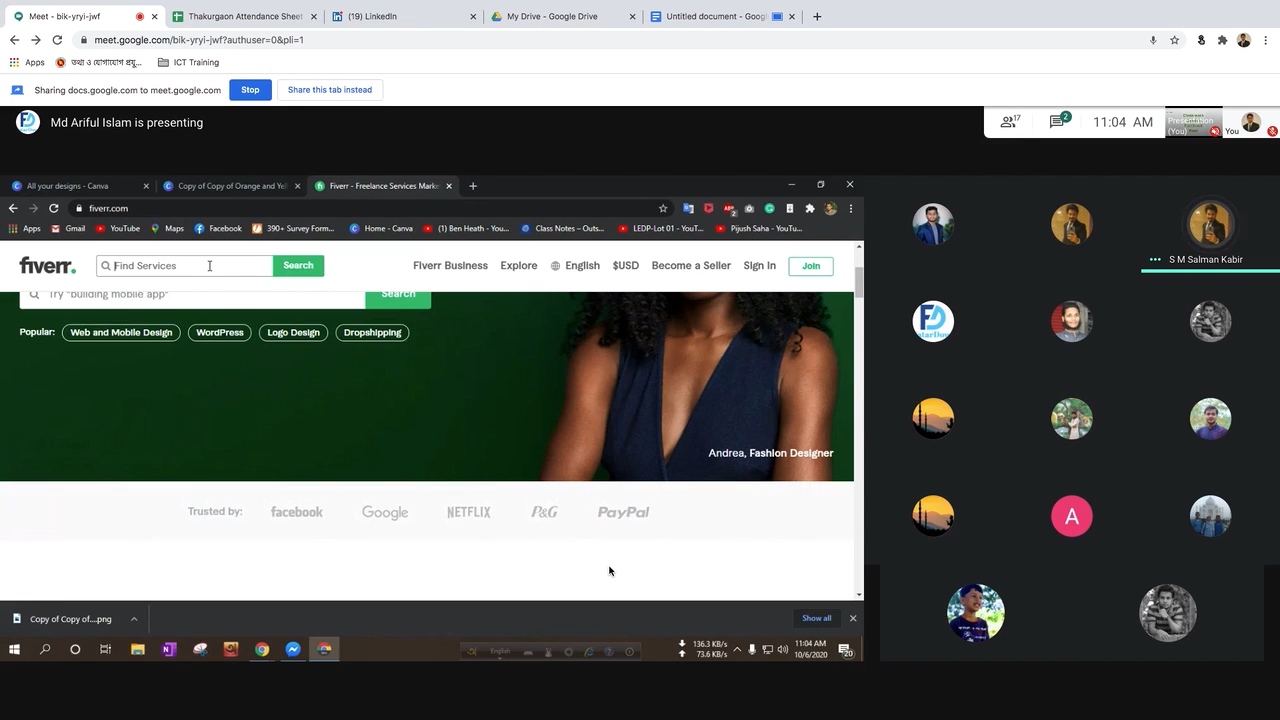 Meet - bik-yryi-jwf
Thakurgaon Attendance Sheet
(19) LinkedIn
My Drive - Google Drive
Untitled document - Goog
meet.google.com/bik-yryi-jwf?authuser=0&pli=1
Apps
তথ্য ও যোগাযোগ প্রযু...
ICT Training
Sharing docs.google.com to meet.google.com
Stop
Share this tab instead
Md Ariful Islam is presenting
17
2
11:04 AM
Presentation
(You)
You
All your designs - Canva
Copy of Copy of Orange and Yel
Fiverr - Freelance Services Marke
fiverr.com
Apps
Gmail
YouTube
Maps
Facebook
390+ Survey Form...
Home - Canva
(1) Ben Heath - You...
Class Notes – Outs...
LEDP-Lot 01 - YouT...
Pijush Saha - YouTu...
fiverr.
Find Services
Search
Fiverr Business
Explore
English
$USD
Become a Seller
Sign In
Join
Try "building mobile app"
Search
Popular:
Web and Mobile Design
WordPress
Logo Design
Dropshipping
Andrea, Fashion Designer
Trusted by:
facebook
Google
NETFLIX
P&G
PayPal
S M Salman Kabir
A
Copy of Copy of....png
Show all
English
136.3 KB/s
73.6 KB/s
11:04 AM
10/6/2020
20